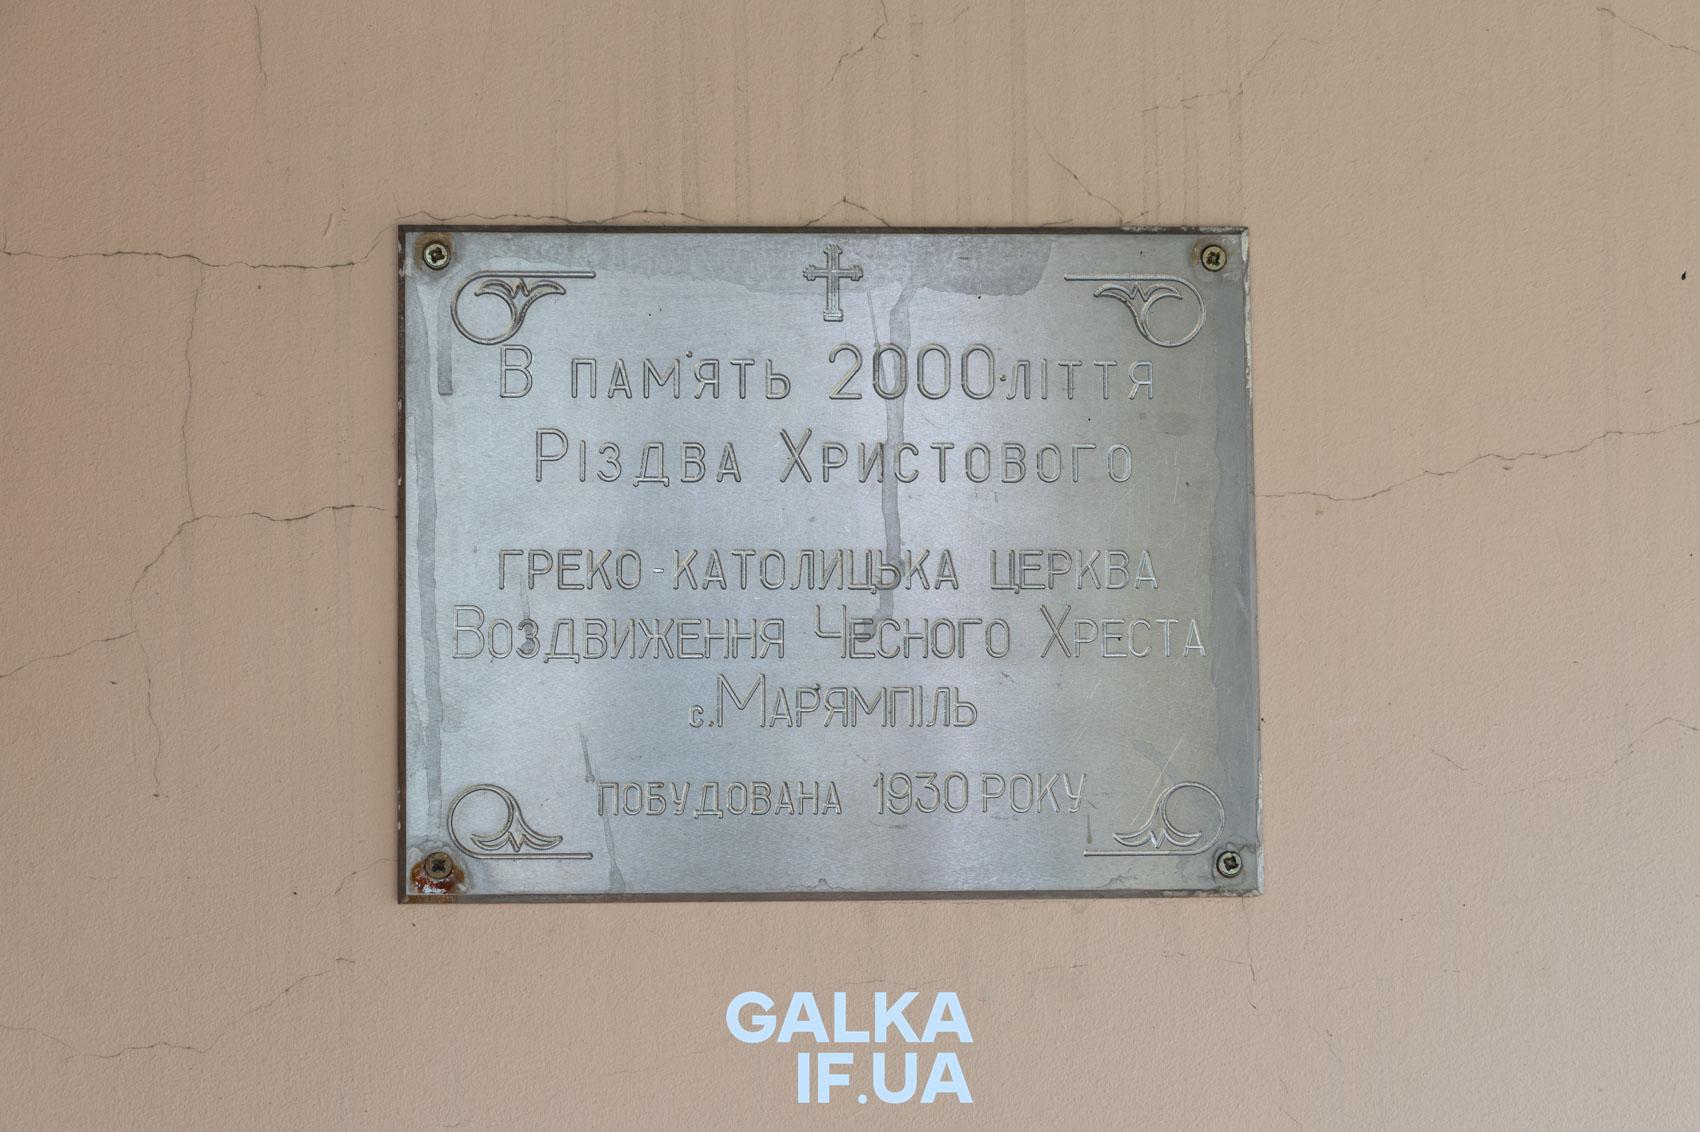 В ПАМ'ЯТЬ 2000-ЛІТТЯ
РІЗДВА ХРИСТОВОГО
ГРЕКО-КАТОЛИЦЬКА ЦЕРКВА
ВОЗДВИЖЕННЯ ЧЕСНОГО ХРЕСТА
с.МАР'ЯМПІЛЬ
ПОБУДОВАНА 1930 РОКУ
GALKA
IF.UA